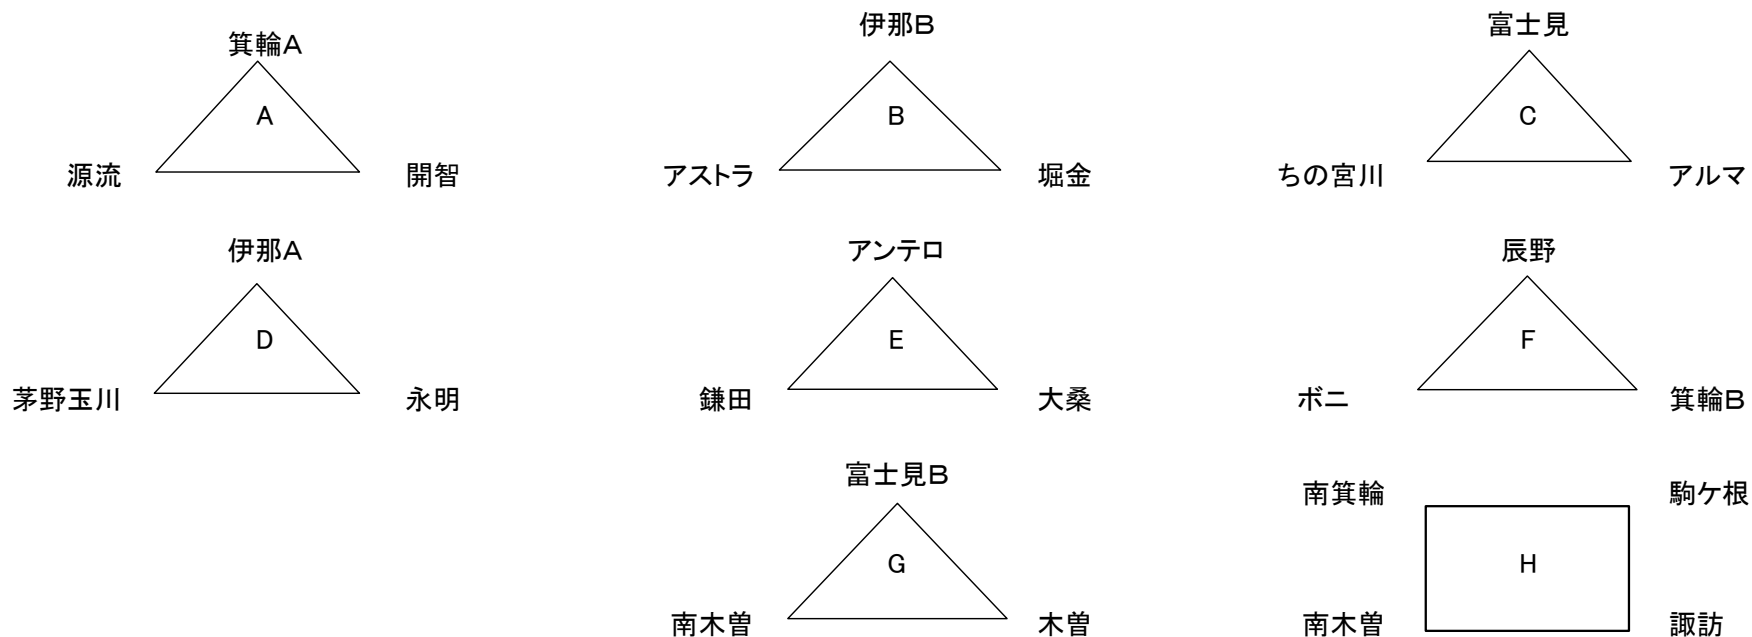 箕輪A
A
源流 開智
伊那B
B
アストラ 堀金
富士見
C
ちの宮川 アルマ
伊那A
D
茅野玉川 永明
アンテロ
E
鎌田 大桑
辰野
F
ボニ 箕輪B
富士見B
G
南木曽 木曽
南箕輪 駒ケ根
H
南木曽 諏訪